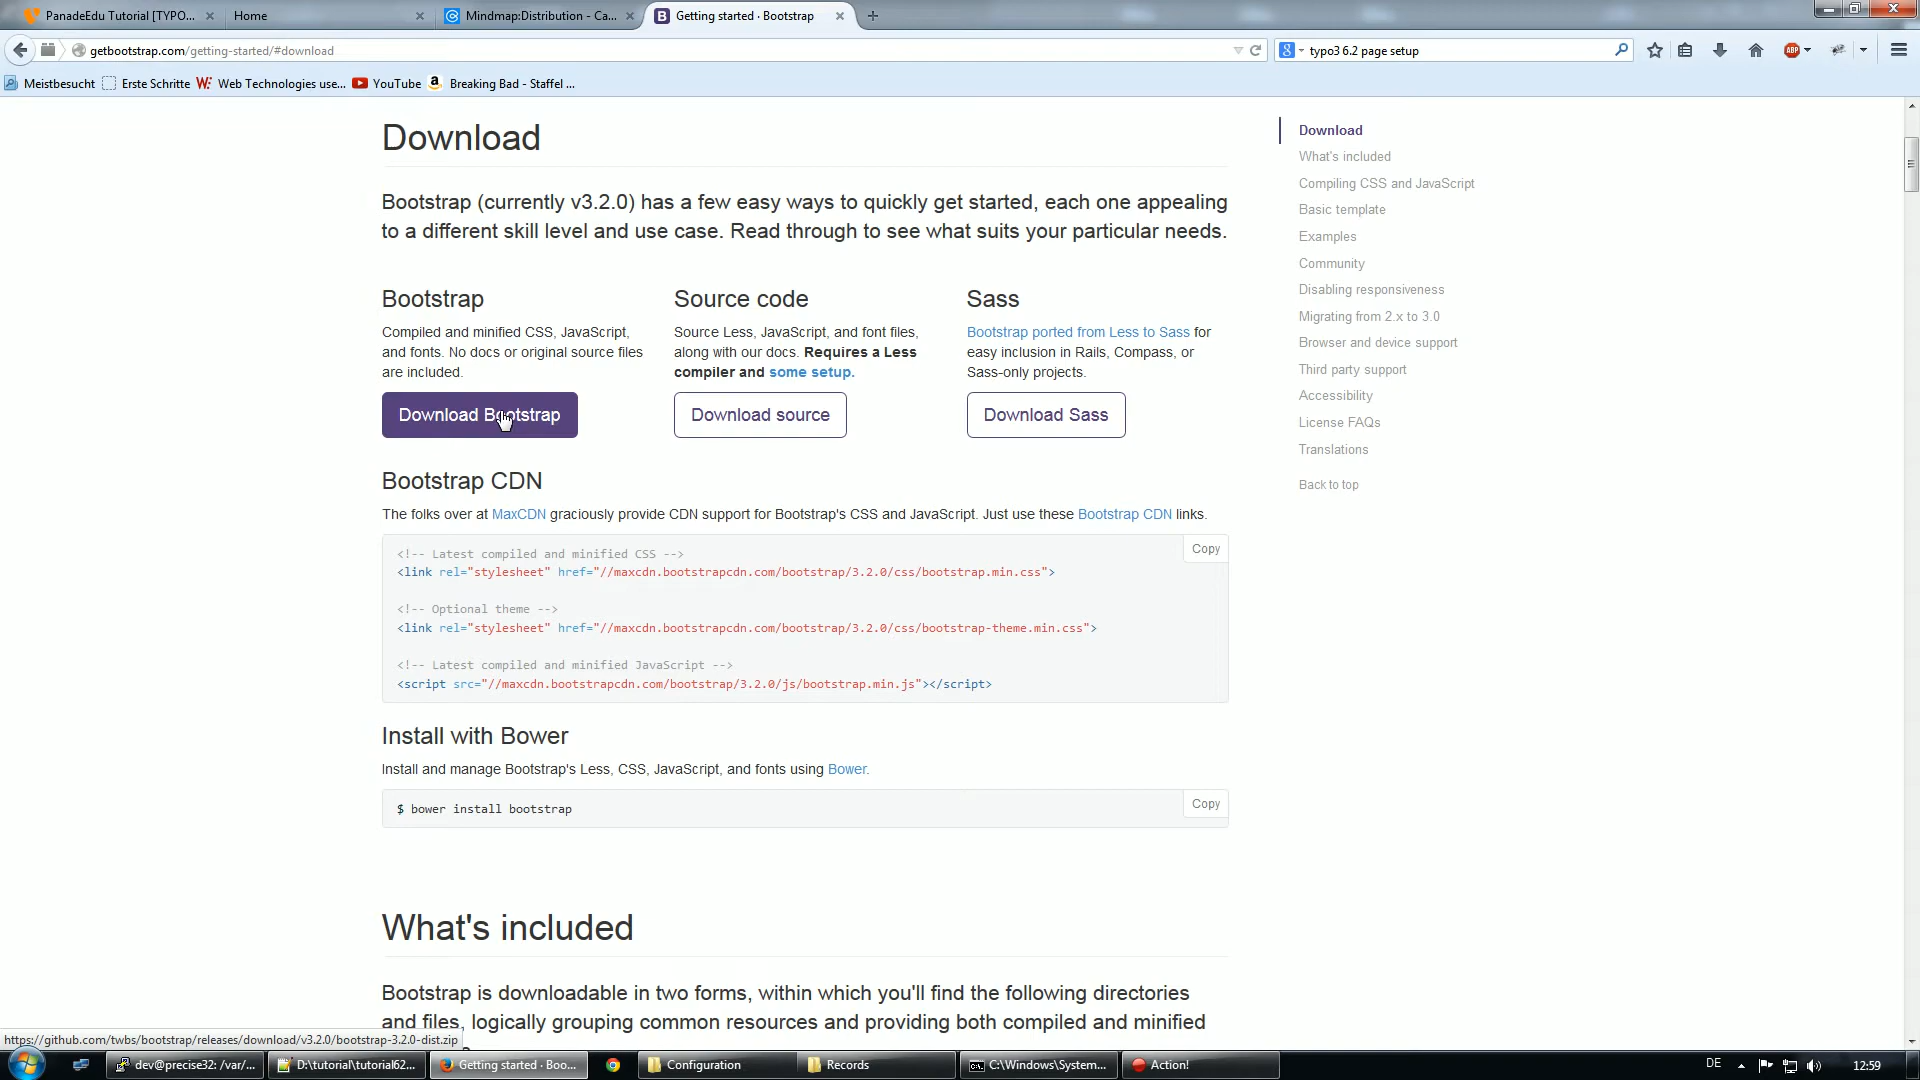 PanadeEdu Tutorial [TYPO...
Home
Mindmap:Distribution - Ca...
Getting started · Bootstrap
getbootstrap.com/getting-started/#download
typo3 6.2 page setup
Meistbesucht
Erste Schritte
Web Technologies use...
YouTube
Breaking Bad - Staffel ...
Download
Bootstrap (currently v3.2.0) has a few easy ways to quickly get started, each one appealing
to a different skill level and use case. Read through to see what suits your particular needs.
Bootstrap
Compiled and minified CSS, JavaScript,
and fonts. No docs or original source files
are included.
Download Bootstrap
Source code
Source Less, JavaScript, and font files,
along with our docs. Requires a Less
compiler and some setup.
Download source
Sass
Bootstrap ported from Less to Sass for
easy inclusion in Rails, Compass, or
Sass-only projects.
Download Sass
Bootstrap CDN
The folks over at MaxCDN graciously provide CDN support for Bootstrap's CSS and JavaScript. Just use these Bootstrap CDN links.
Copy
<!-- Latest compiled and minified CSS -->
<link rel="stylesheet" href="//maxcdn.bootstrapcdn.com/bootstrap/3.2.0/css/bootstrap.min.css">
<!-- Optional theme -->
<link rel="stylesheet" href="//maxcdn.bootstrapcdn.com/bootstrap/3.2.0/css/bootstrap-theme.min.css">
<!-- Latest compiled and minified JavaScript -->
<script src="//maxcdn.bootstrapcdn.com/bootstrap/3.2.0/js/bootstrap.min.js"></script>
Install with Bower
Install and manage Bootstrap's Less, CSS, JavaScript, and fonts using Bower.
$ bower install bootstrap
Copy
What's included
Bootstrap is downloadable in two forms, within which you'll find the following directories
and files, logically grouping common resources and providing both compiled and minified
Download
What's included
Compiling CSS and JavaScript
Basic template
Examples
Community
Disabling responsiveness
Migrating from 2.x to 3.0
Browser and device support
Third party support
Accessibility
License FAQs
Translations
Back to top
https://github.com/twbs/bootstrap/releases/download/v3.2.0/bootstrap-3.2.0-dist.zip
dev@precise32: /var/...
D:\tutorial\tutorial62...
Getting started · Boo...
Configuration
Records
C:\Windows\System...
Action!
DE
12:59